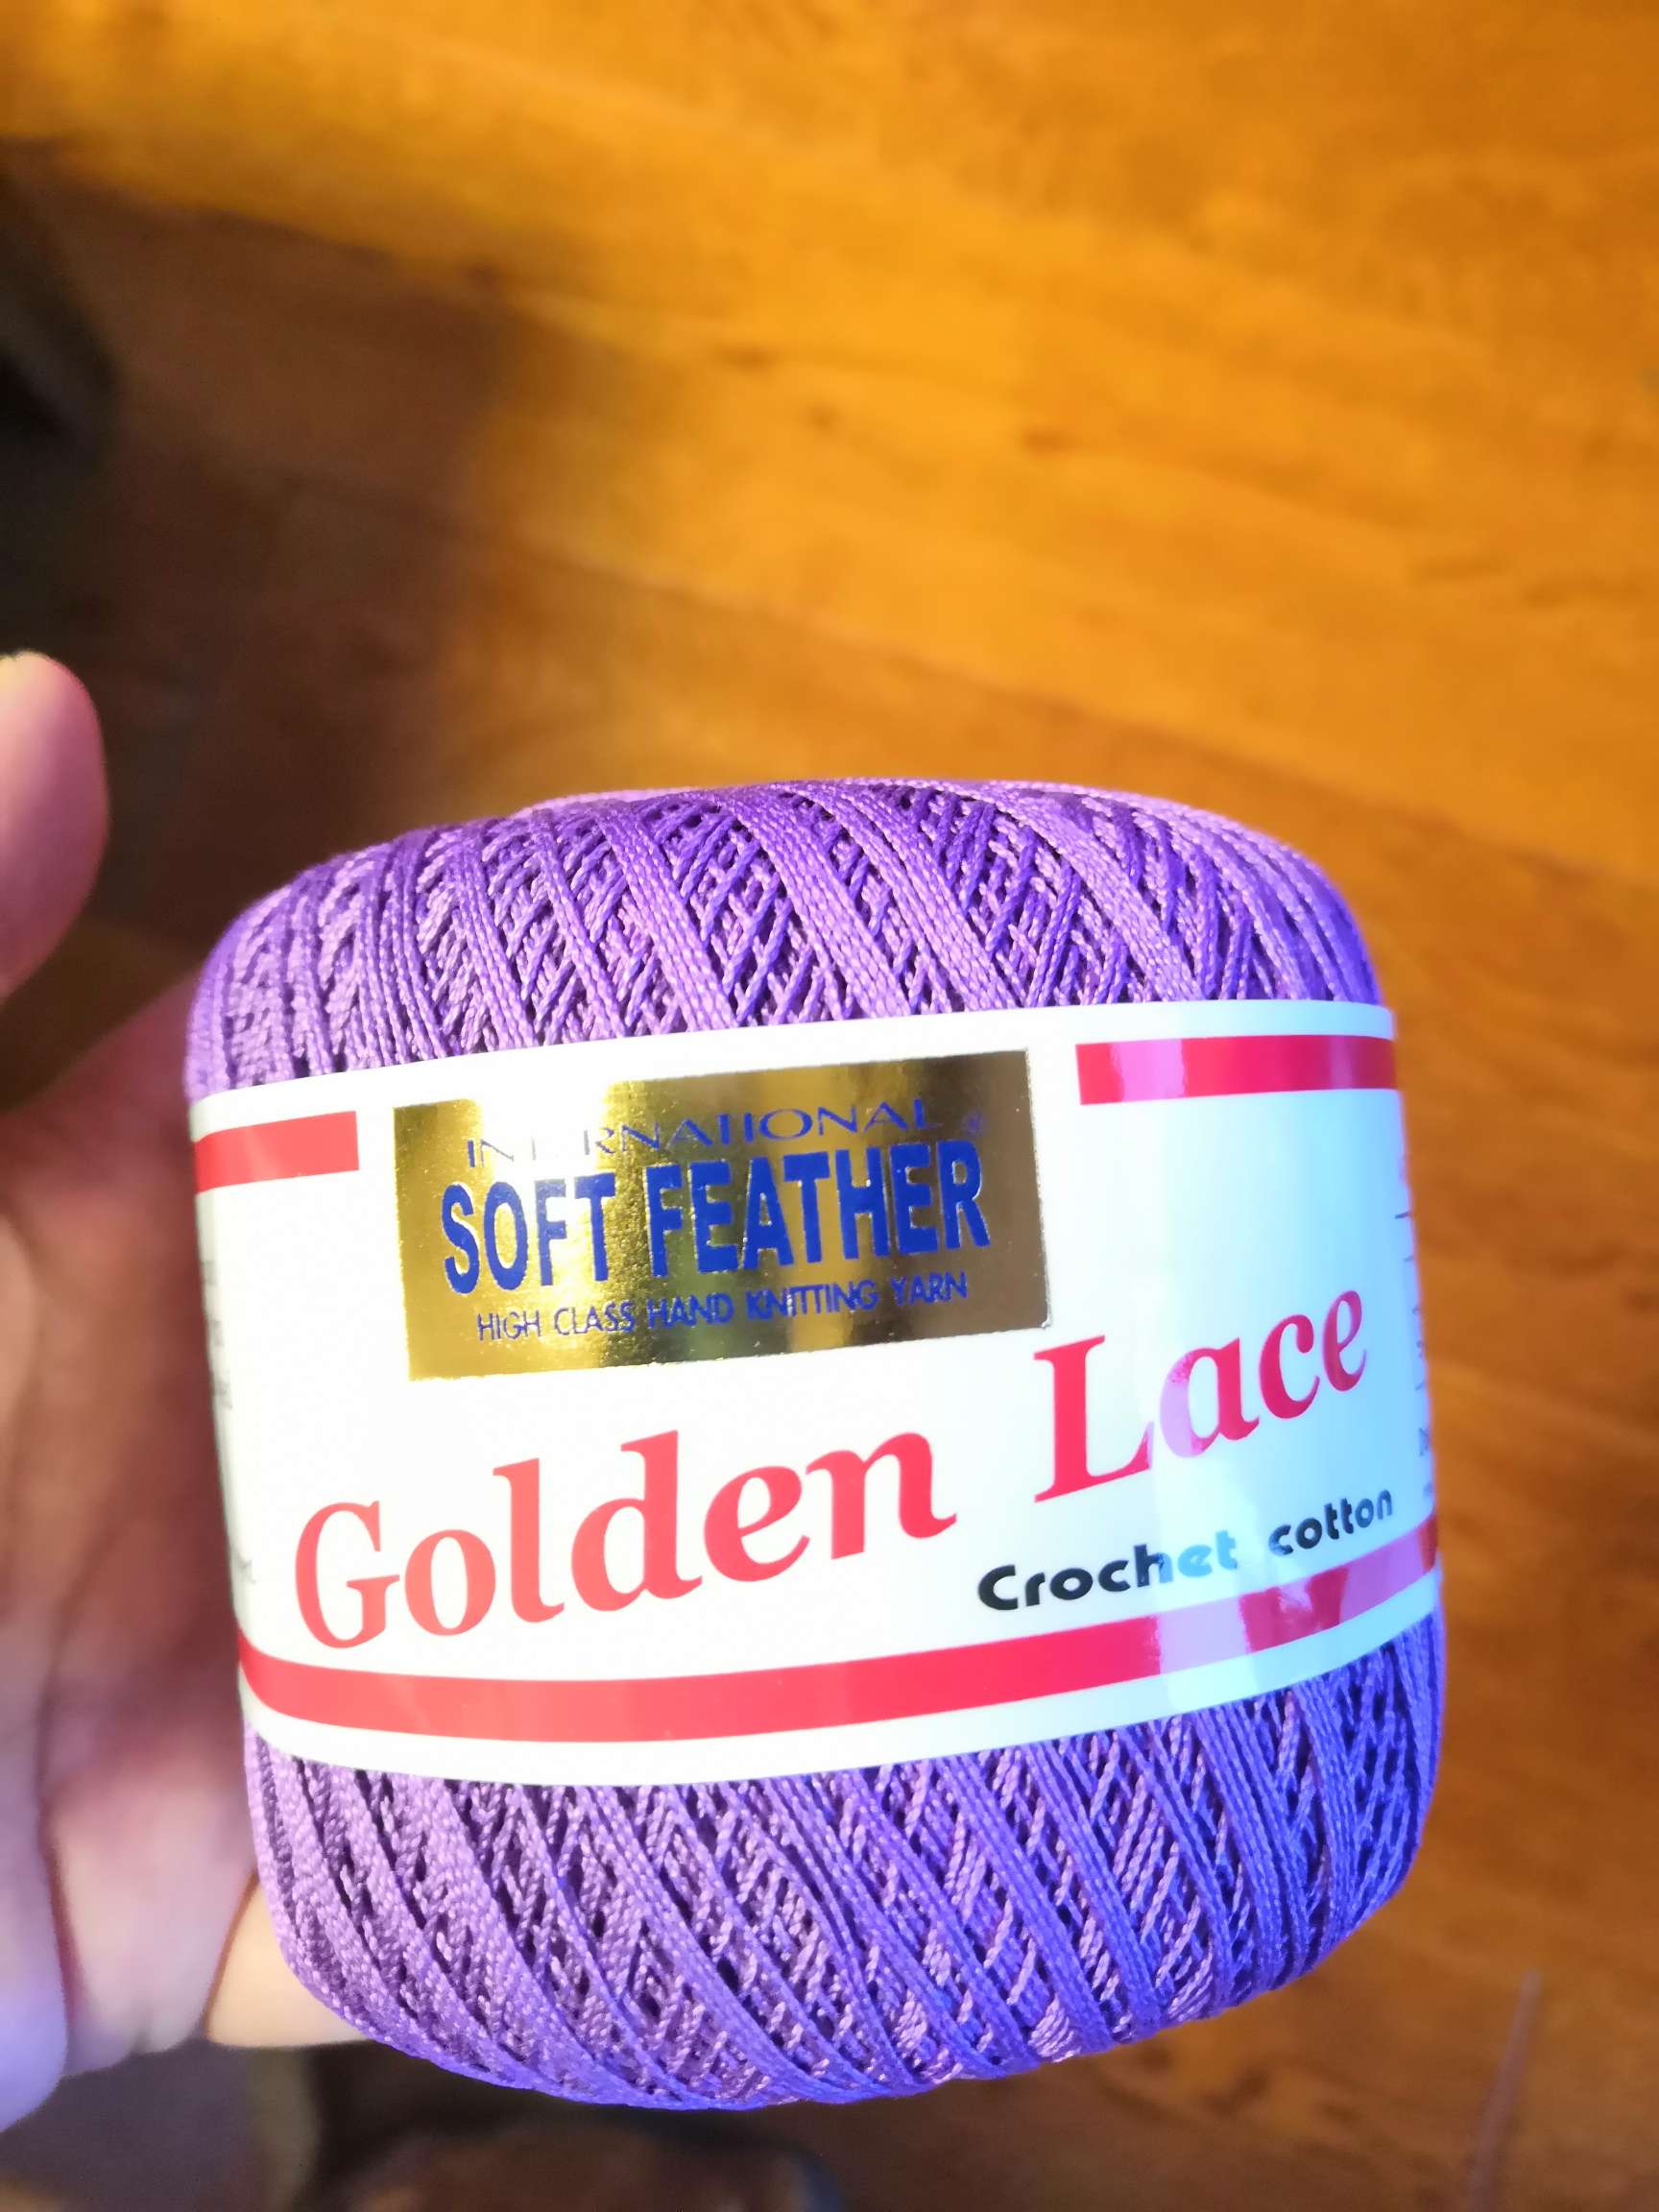 INTERNATIONAL
SOFT FEATHER
HIGH CLASS HAND KNITTING YARN
Golden Lace
Crochet cotton